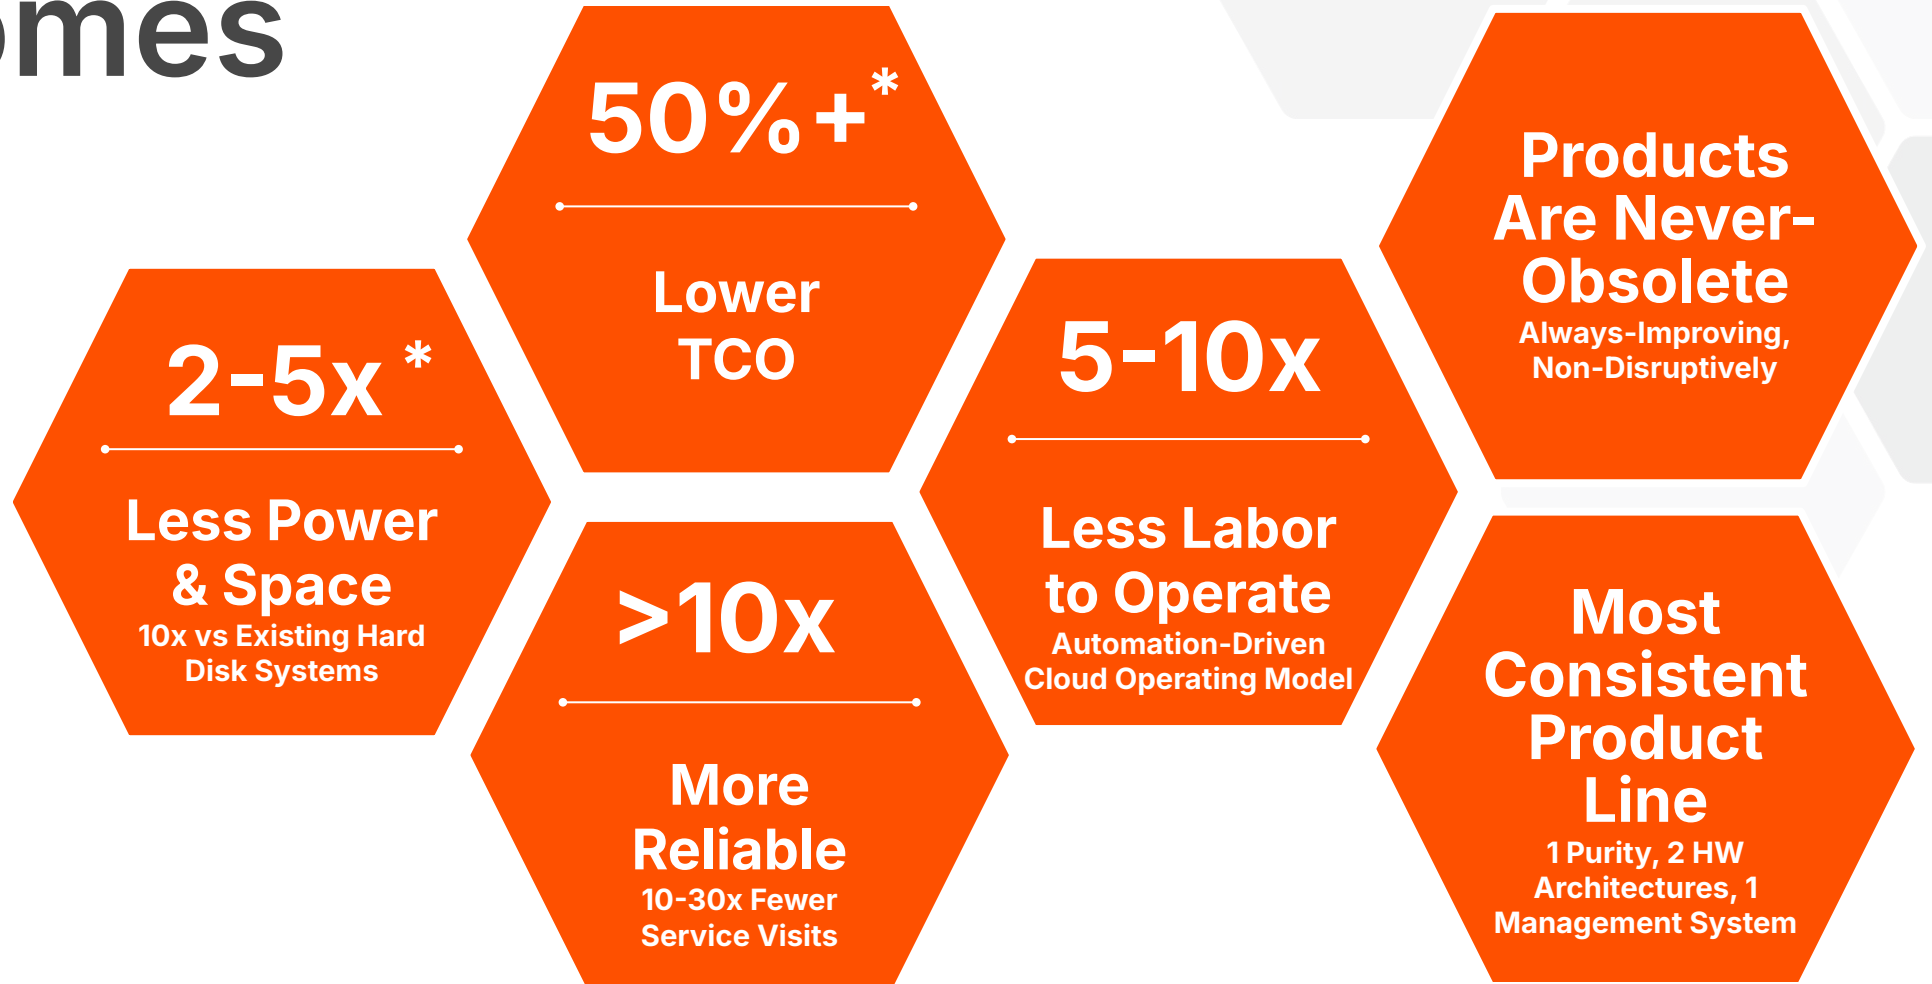 omes
2-5x *
Less Power
& Space
10x vs Existing Hard
Disk Systems
50%+*
Lower
TCO
>10x
More
Reliable
10-30x Fewer
Service Visits
5-10x
Less Labor
to Operate
Automation-Driven
Cloud Operating Model
Products
Are Never-
Obsolete
Always-Improving,
Non-Disruptively
Most
Consistent
Product
Line
1 Purity, 2 HW
Architectures, 1
Management System